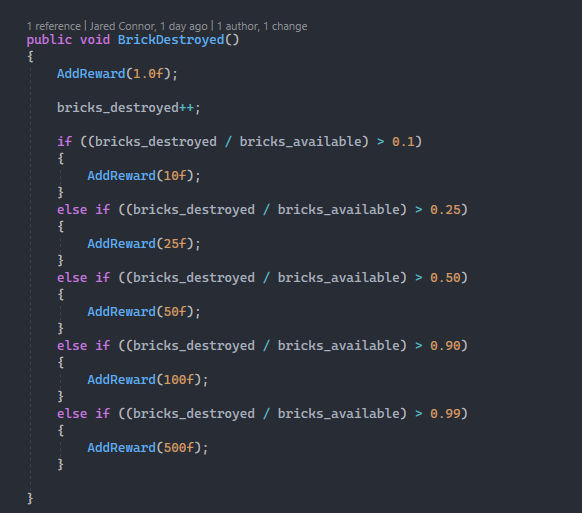 1 reference | Jared Connor, 1 day ago | 1 author, 1 change
public void BrickDestroyed()
{
    AddReward(1.0f);

    bricks_destroyed++;

    if ((bricks_destroyed / bricks_available) > 0.1)
    {
        AddReward(10f);
    }
    else if ((bricks_destroyed / bricks_available) > 0.25)
    {
        AddReward(25f);
    }
    else if ((bricks_destroyed / bricks_available) > 0.50)
    {
        AddReward(50f);
    }
    else if ((bricks_destroyed / bricks_available) > 0.90)
    {
        AddReward(100f);
    }
    else if ((bricks_destroyed / bricks_available) > 0.99)
    {
        AddReward(500f);
    }

}